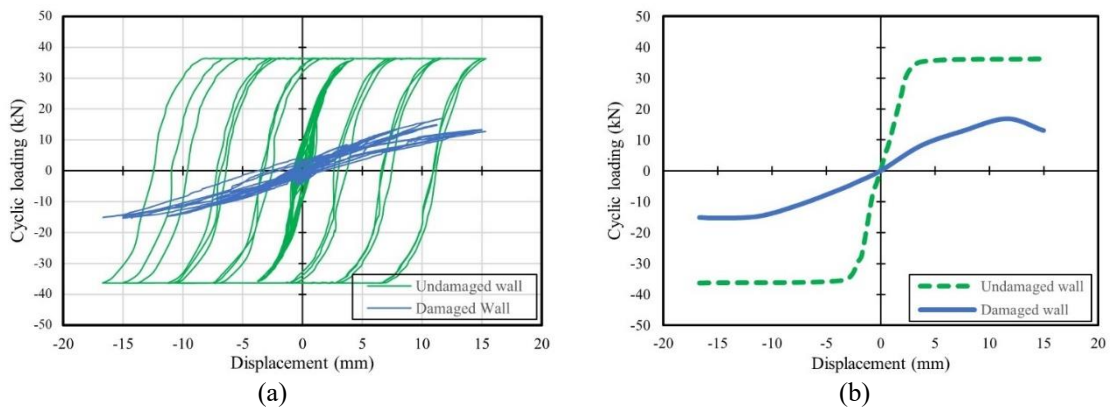 50
40
30
20
10
0
-10
-20
-30
-40
-50
Cyclic loading (kN)
-20 -15 -10 -5 0 5 10 15 20
Displacement (mm)
Undamaged wall
Damaged Wall
(a)
50
40
30
20
10
0
-10
-20
-30
-40
-50
Cyclic loading (kN)
-20 -15 -10 -5 0 5 10 15 20
Displacement (mm)
Undamaged wall
Damaged wall
(b)